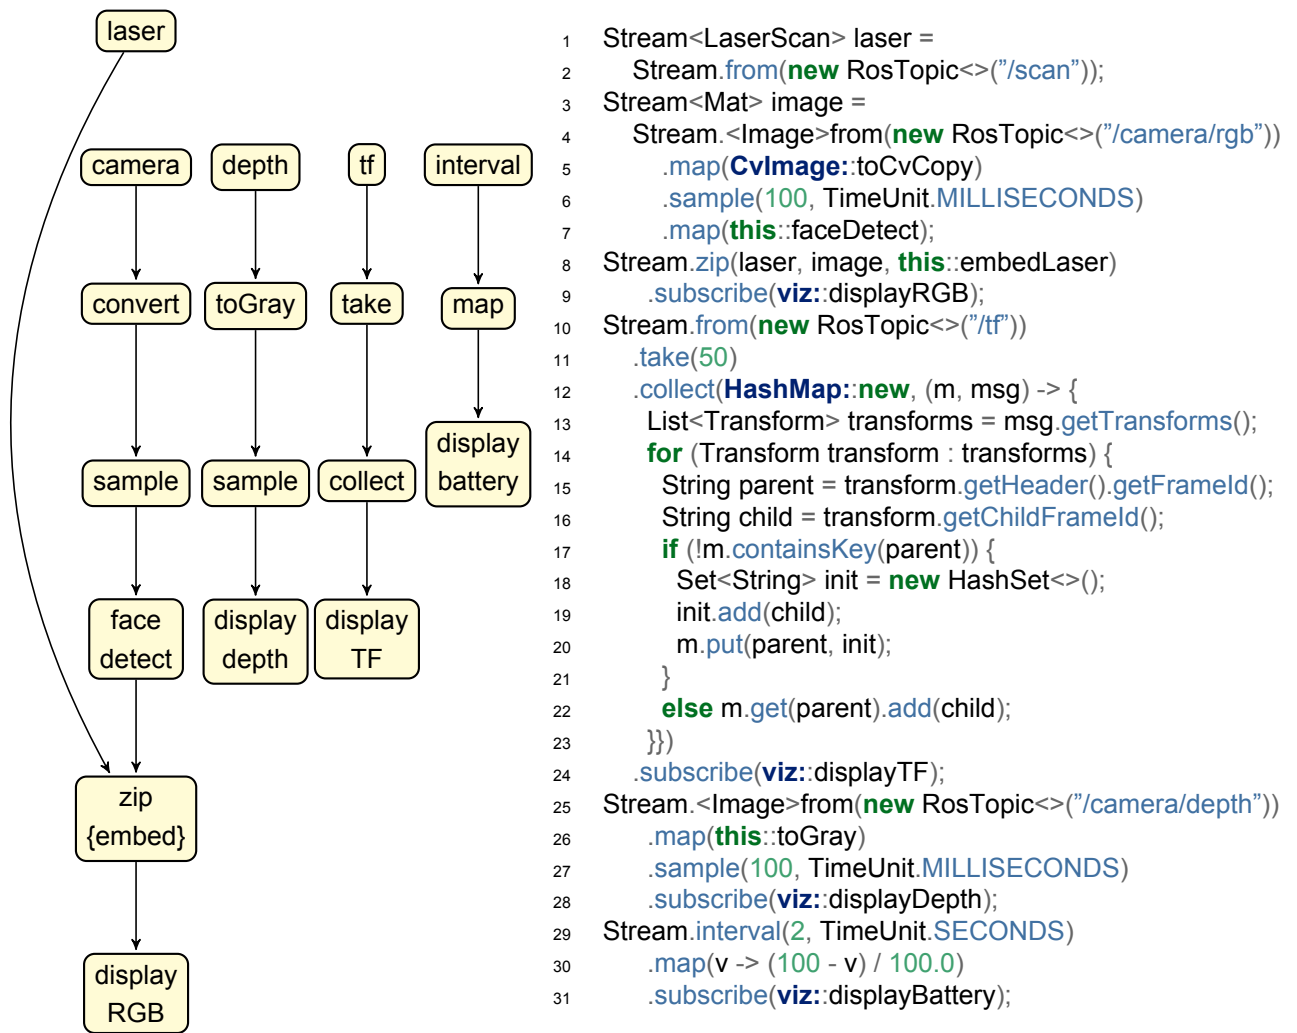 laser
camera
depth
tf
interval
convert
toGray
take
map
sample
sample
collect
display
battery
face
detect
display
depth
display
TF
zip
{embed}
display
RGB
1 Stream<LaserScan> laser =
2 Stream.from(new RosTopic<>("/scan"));
3 Stream<Mat> image =
4 Stream.<Image>from(new RosTopic<>("/camera/rgb"))
5 .map(CvImage::toCvCopy)
6 .sample(100, TimeUnit.MILLISECONDS)
7 .map(this::faceDetect);
8 Stream.zip(laser, image, this::embedLaser)
9 .subscribe(viz::displayRGB);
10 Stream.from(new RosTopic<>("/tf"))
11 .take(50)
12 .collect(HashMap::new, (m, msg) -> {
13 List<Transform> transforms = msg.getTransforms();
14 for (Transform transform : transforms) {
15 String parent = transform.getHeader().getFrameId();
16 String child = transform.getChildFrameId();
17 if (!m.containsKey(parent)) {
18 Set<String> init = new HashSet<>();
19 init.add(child);
20 m.put(parent, init);
21 }
22 else m.get(parent).add(child);
23 }})
24 .subscribe(viz::displayTF);
25 Stream.<Image>from(new RosTopic<>("/camera/depth"))
26 .map(this::toGray)
27 .sample(100, TimeUnit.MILLISECONDS)
28 .subscribe(viz::displayDepth);
29 Stream.interval(2, TimeUnit.SECONDS)
30 .map(v -> (100 - v) / 100.0)
31 .subscribe(viz::displayBattery);